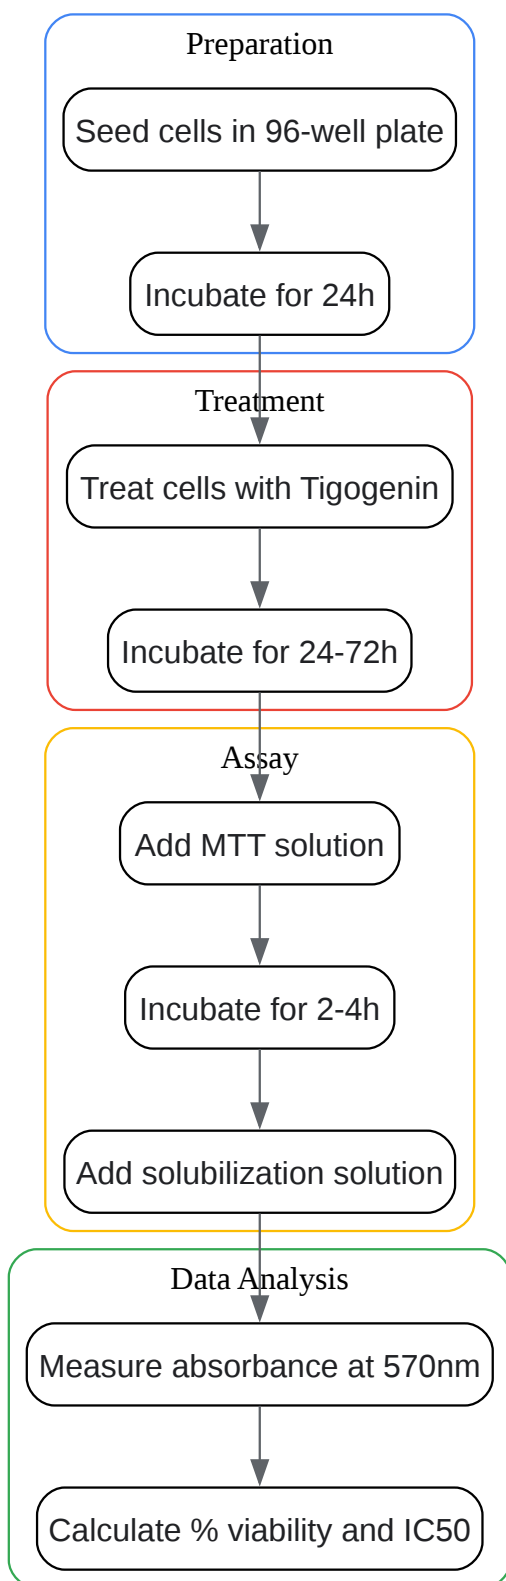 Preparation
Seed cells in 96-well plate
Incubate for 24h
Treatment
Treat cells with Tigogenin
Incubate for 24-72h
Assay
Add MTT solution
Incubate for 2-4h
Add solubilization solution
Data Analysis
Measure absorbance at 570nm
Calculate % viability and IC50